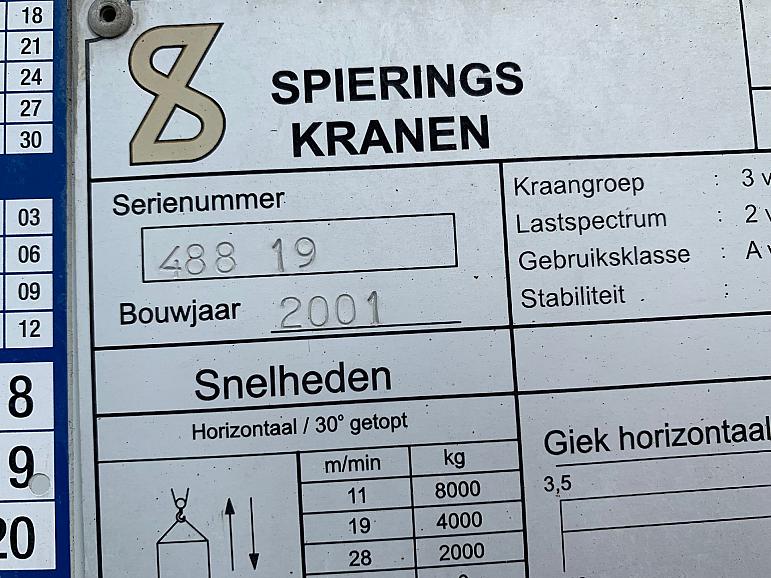 18
21
24
27
30
03
06
09
12
8
9
20
SPIERINGS
KRANEN
Serienummer
488 19
Bouwjaar 2001
Kraangroep : 3
Lastspectrum : 2
Gebruiksklasse : A
Stabiliteit :
Snelheden
Horizontaal / 30° getopt
m/min kg
11 8000
19 4000
28 2000
Giek horizontaal
3,5